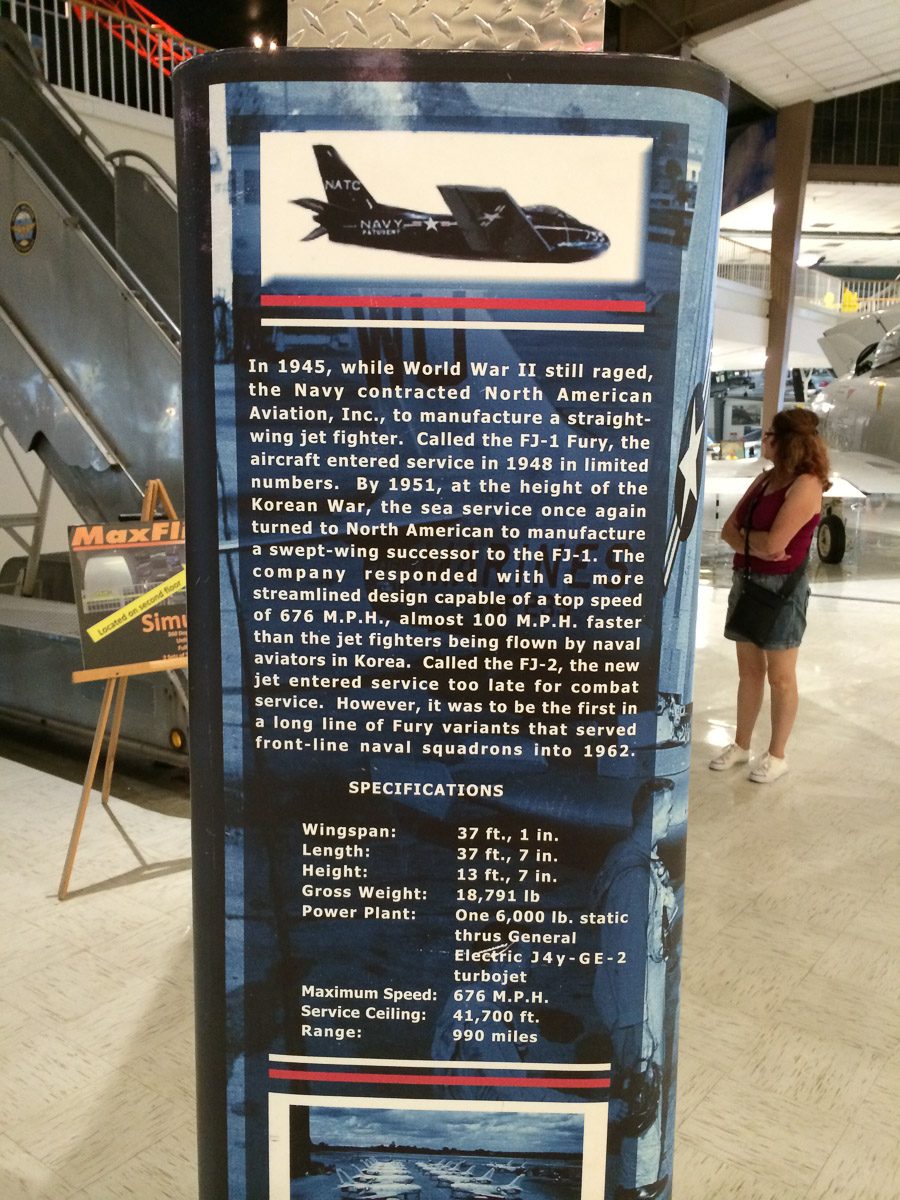 NATC
NAVY
PATUXENT
In 1945, while World War II still raged,
the Navy contracted North American
Aviation, Inc., to manufacture a straight-
wing jet fighter. Called the FJ-1 Fury, the
aircraft entered service in 1948 in limited
numbers. By 1951, at the height of the
Korean War, the sea service once again
turned to North American to manufacture
a swept-wing successor to the FJ-1. The
company responded with a more
streamlined design capable of a top speed
of 676 M.P.H., almost 100 M.P.H. faster
than the jet fighters being flown by naval
aviators in Korea. Called the FJ-2, the new
jet entered service too late for combat
service. However, it was to be the first in
a long line of Fury variants that served
front-line naval squadrons into 1962.
SPECIFICATIONS
Wingspan: 37 ft., 1 in.
Length: 37 ft., 7 in.
Height: 13 ft., 7 in.
Gross Weight: 18,791 lb
Power Plant: One 6,000 lb. static
thrus General
Electric J4y-GE-2
turbojet
Maximum Speed: 676 M.P.H.
Service Ceiling: 41,700 ft.
Range: 990 miles
WU
MARINES
MaxFli
Located on second floor
Simu